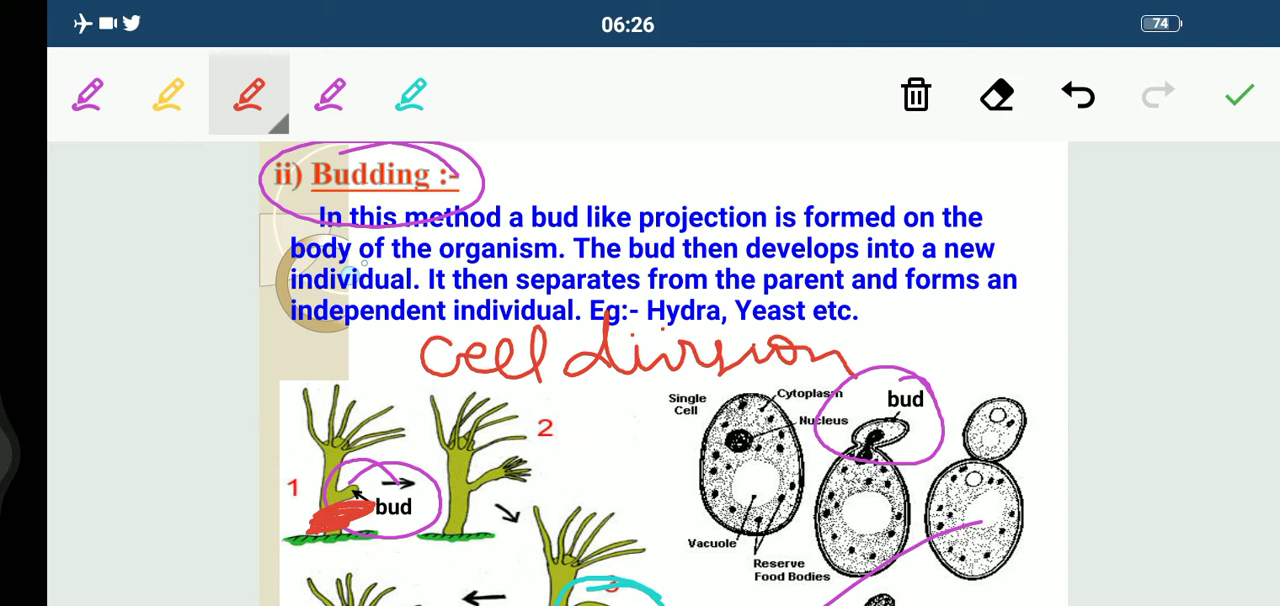 06:26
74
ii) Budding :-
In this method a bud like projection is formed on the
body of the organism. The bud then develops into a new
individual. It then separates from the parent and forms an
independent individual. Eg:- Hydra, Yeast etc.
cell division
Single
Cell
Cytoplasm
Nucleus
bud
1
2
bud
3
Vacuole
Reserve
Food Bodies